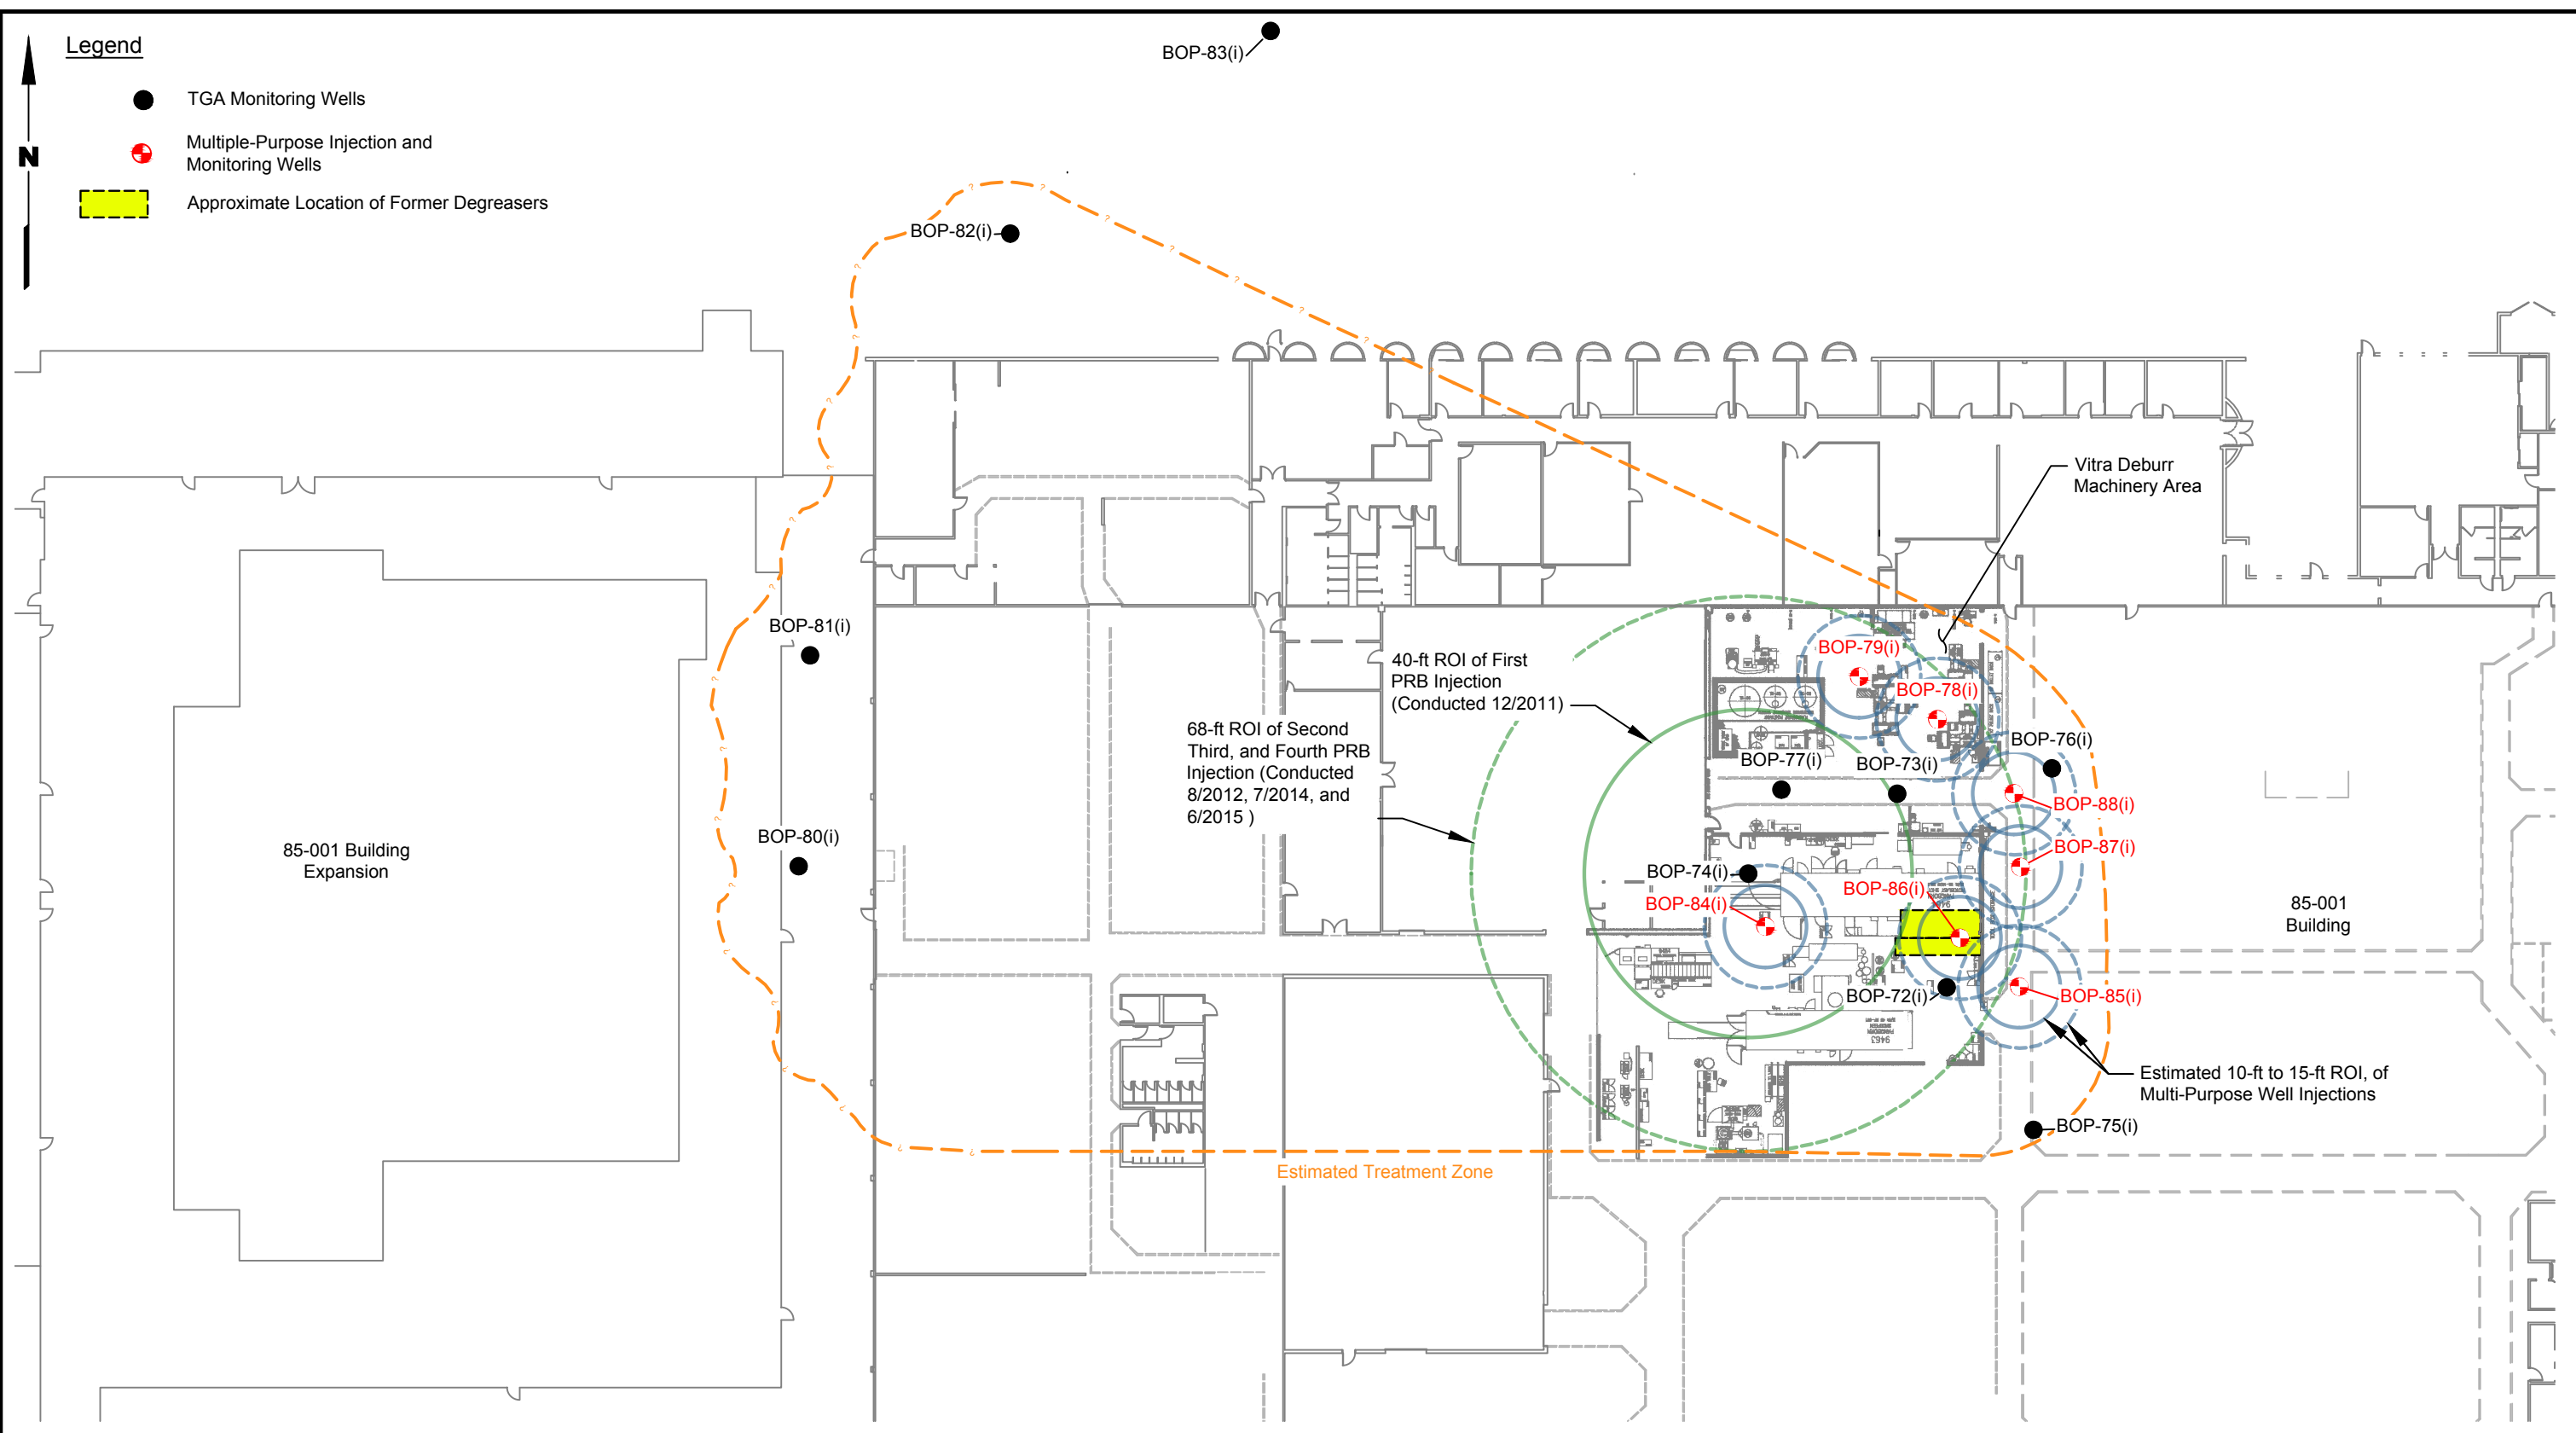 Legend
TGA Monitoring Wells
Multiple-Purpose Injection and
Monitoring Wells
Approximate Location of Former Degreasers
N
BOP-83(i)
BOP-82(i)
Vitra Deburr
Machinery Area
BOP-81(i)
BOP-79(i)
40-ft ROI of First
PRB Injection
(Conducted 12/2011)
BOP-78(i)
68-ft ROI of Second
Third, and Fourth PRB
Injection (Conducted
8/2012, 7/2014, and
6/2015 )
BOP-76(i)
BOP-77(i)
BOP-73(i)
BOP-88(i)
BOP-80(i)
BOP-87(i)
85-001 Building
Expansion
BOP-74(i)
BOP-86(i)
BOP-84(i)
85-001
Building
BOP-72(i)
BOP-85(i)
9463
Estimated 10-ft to 15-ft ROI, of
Multi-Purpose Well Injections
BOP-75(i)
Estimated Treatment Zone